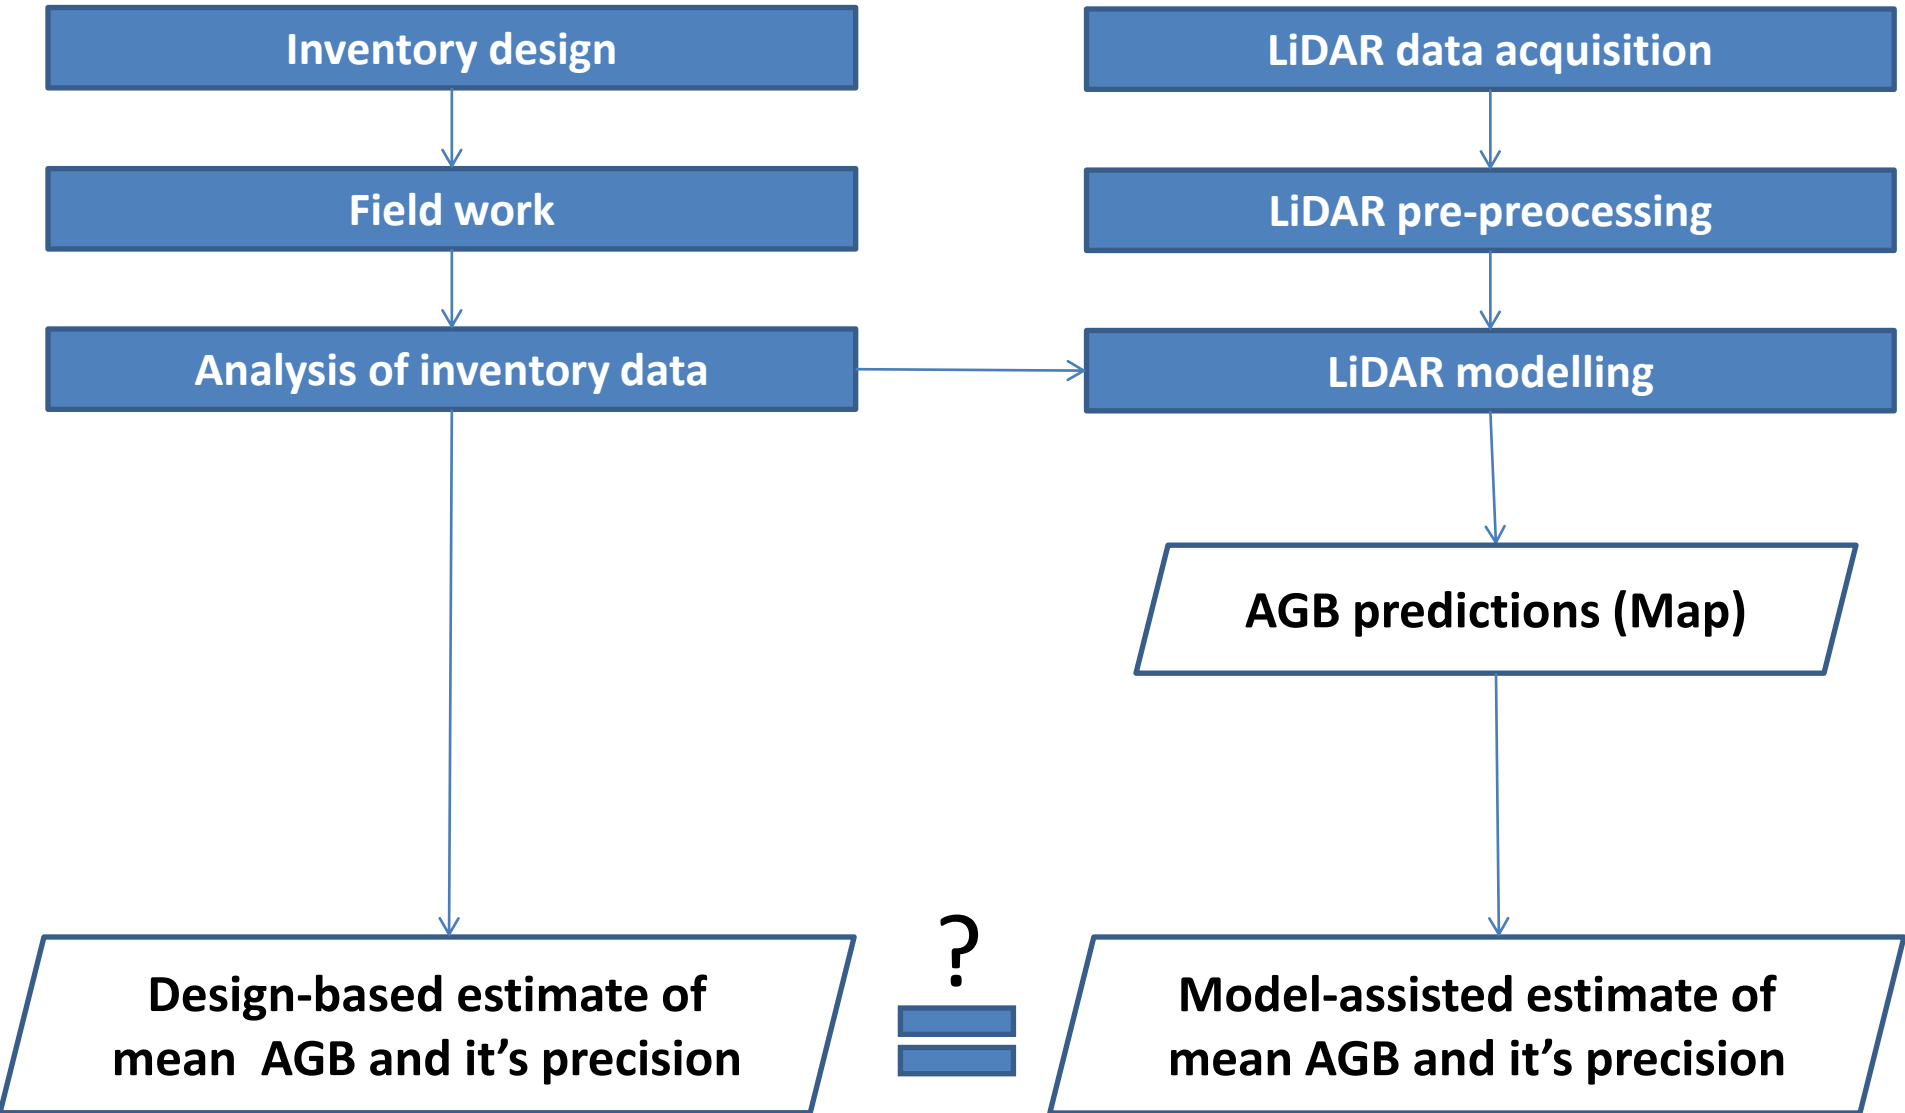 Inventory design
LiDAR data acquisition
Field work
LiDAR pre-preocessing
Analysis of inventory data
LiDAR modelling
AGB predictions (Map)
?
Design-based estimate of
mean  AGB and it’s precision
Model-assisted estimate of
mean AGB and it’s precision